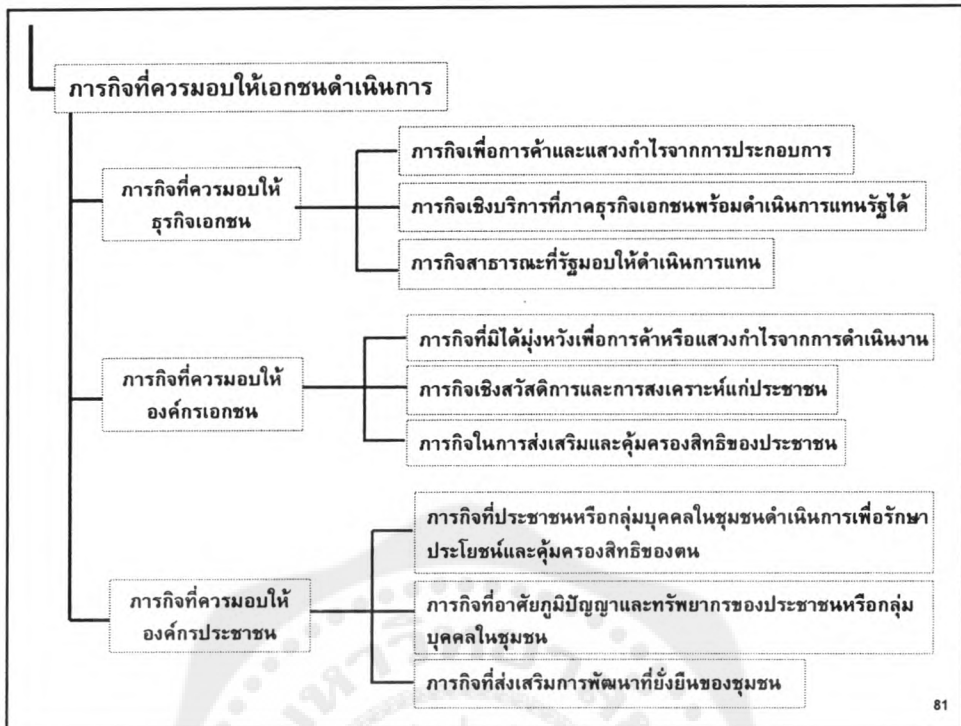 ภารกิจที่ควรมอบให้เอกชนดำเนินการ
ภารกิจที่ควรมอบให้
ธุรกิจเอกชน
ภารกิจเพื่อการค้าและแสวงกำไรจากการประกอบการ
ภารกิจเชิงบริการที่ภาคธุรกิจเอกชนพร้อมดำเนินการแทนรัฐได้
ภารกิจสาธารณะที่รัฐมอบให้ดำเนินการแทน
ภารกิจที่ควรมอบให้
องค์กรเอกชน
ภารกิจที่มิได้มุ่งหวังเพื่อการค้าหรือแสวงกำไรจากการดำเนินงาน
ภารกิจเชิงสวัสดิการและการสงเคราะห์แก่ประชาชน
ภารกิจในการส่งเสริมและคุ้มครองสิทธิของประชาชน
ภารกิจที่ควรมอบให้
องค์กรประชาชน
ภารกิจที่ประชาชนหรือกลุ่มบุคคลในชุมชนดำเนินการเพื่อรักษา
ประโยชน์และคุ้มครองสิทธิของตน
ภารกิจที่อาศัยภูมิปัญญาและทรัพยากรของประชาชนหรือกลุ่ม
บุคคลในชุมชน
ภารกิจที่ส่งเสริมการพัฒนาที่ยั่งยืนของชุมชน
81